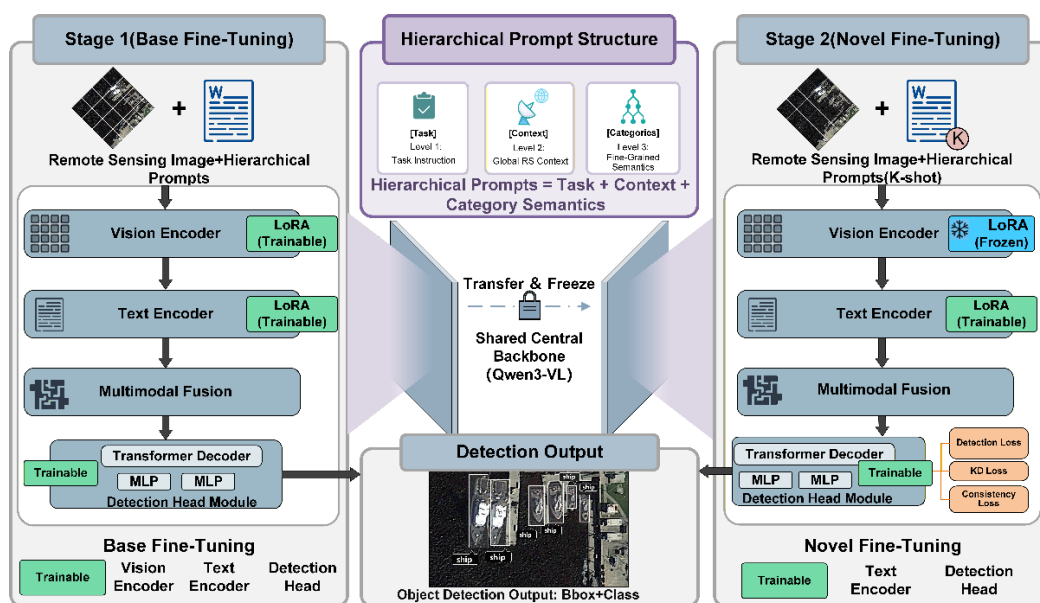 Stage 1(Base Fine-Tuning)
W
Remote Sensing Image+Hierarchical
Prompts
Vision Encoder
LoRA
(Trainable)
Text Encoder
LoRA
(Trainable)
Multimodal Fusion
Transformer Decoder
Trainable
MLP
MLP
Detection Head Module
Base Fine-Tuning
Trainable
Vision
Encoder
Text
Encoder
Detection
Head
Hierarchical Prompt Structure
[Task]
Level 1:
Task Instruction
[Context]
Level 2:
Global RS Context
[Categorics]
Level 3:
Fine-Grained
Semantics
Hierarchical Prompts = Task + Context +
Category Semantics
Transfer & Freeze
Shared Central
Backbone
(Qwen3-VL)
Detection Output
ship
ship
ship
ship
ship
ship
Object Detection Output: Bbox+Class
Stage 2(Novel Fine-Tuning)
W
K
Remote Sensing Image+Hierarchical
Prompts(K-shot)
Vision Encoder
LoRA
(Frozen)
Text Encoder
LoRA
(Trainable)
Multimodal Fusion
Transformer Decoder
MLP
MLP
Trainable
Detection Head Module
Detection Loss
KD Loss
Consistency
Loss
Novel Fine-Tuning
Trainable
Text
Encoder
Detection
Head